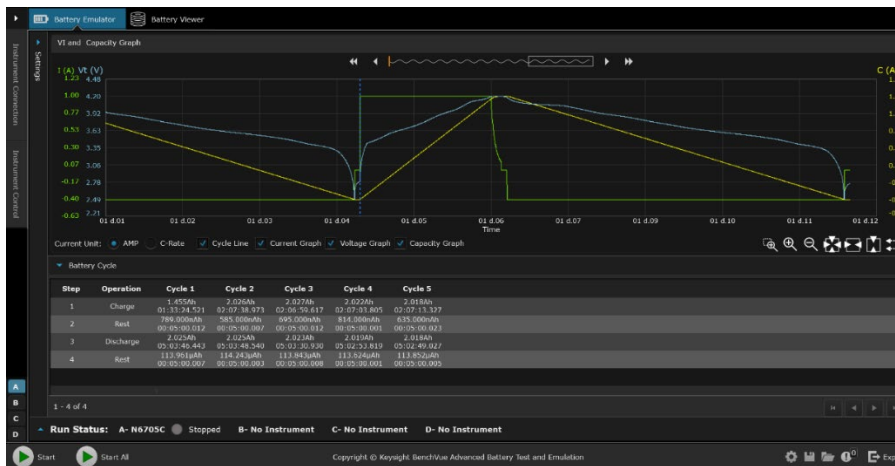 Battery Emulator
Battery Viewer
Instrument Connection
Instrument Control
Settings
VI and Capacity Graph
I (A) Vt (V)
C (A
1.23 4.48
1.00 4.20
0.77 3.92
0.53 3.63
0.30 3.35
0.07 3.06
-0.17 2.78
-0.40 2.49
-0.63 2.21
01 d.01 01 d.02 01 d.03 01 d.04 01 d.05 01 d.06 01 d.07 01 d.09 01 d.10 01 d.11 01 d.12
Time
Current Unit: AMP C-Rate Cycle Line Current Graph Voltage Graph Capacity Graph
Battery Cycle
Step Operation Cycle 1 Cycle 2 Cycle 3 Cycle 4 Cycle 5
1.455Ah 2.026Ah 2.027Ah 2.022Ah 2.018Ah
1 Charge
01:33:24.521 02:07:38.973 02:06:59.617 02:07:03.805 02:07:13.327
789.000nAh 585.000nAh 695.000nAh 814.000nAh 635.000nAh
2 Rest
00:05:00.012 00:05:00.007 00:05:00.012 00:05:00.001 00:05:00.023
2.025Ah 2.025Ah 2.023Ah 2.019Ah 2.018Ah
3 Discharge
05:03:46.443 05:03:48.540 05:03:30.930 05:02:53.819 05:02:49.027
113.961µAh 114.243µAh 113.843µAh 113.624µAh 113.852µAh
4 Rest
00:05:00.007 00:05:00.003 00:05:00.008 00:05:00.001 00:05:00.005
1 - 4 of 4
A
B
C
D
Run Status: A- N6705C Stopped B- No Instrument C- No Instrument D- No Instrument
Start Start All Copyright © Keysight BenchVue Advanced Battery Test and Emulation 0 Exp